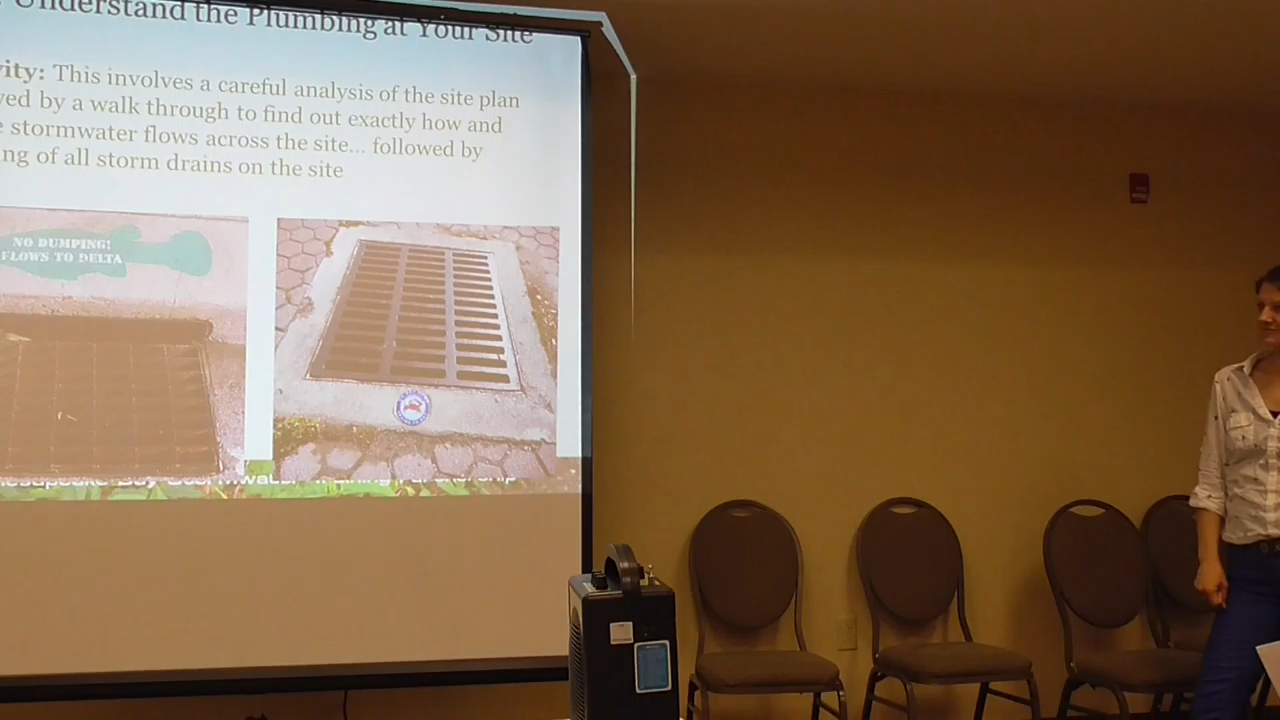 Understand the Plumbing at Your Site
vity: This involves a careful analysis of the site plan
ved by a walk through to find out exactly how and
e stormwater flows across the site... followed by
ng of all storm drains on the site
NO DUMPING!
FLOWS TO DELTA